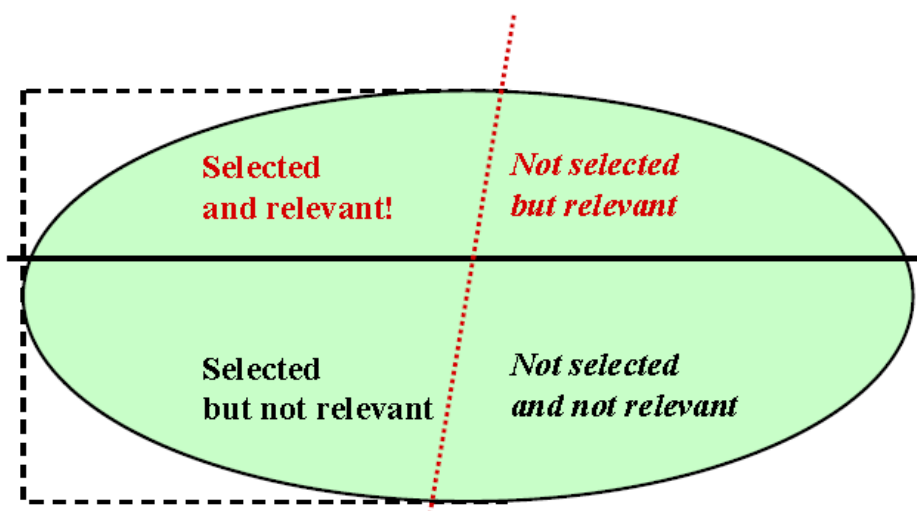 Selected
and relevant!
Not selected
but relevant
Selected
but not relevant
Not selected
and not relevant